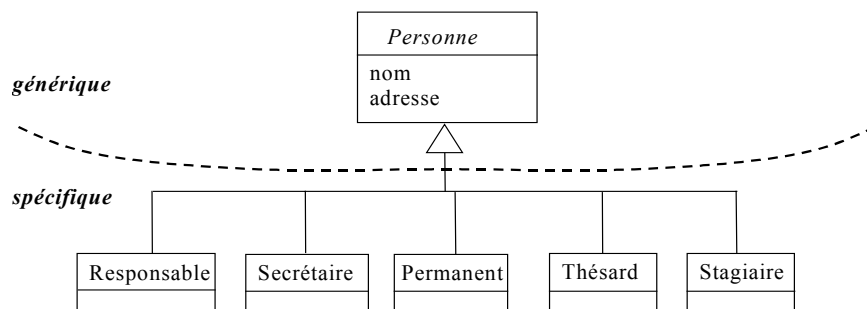 Personne
nom
adresse
générique
spécifique
Responsable
Secrétaire
Permanent
Thésard
Stagiaire